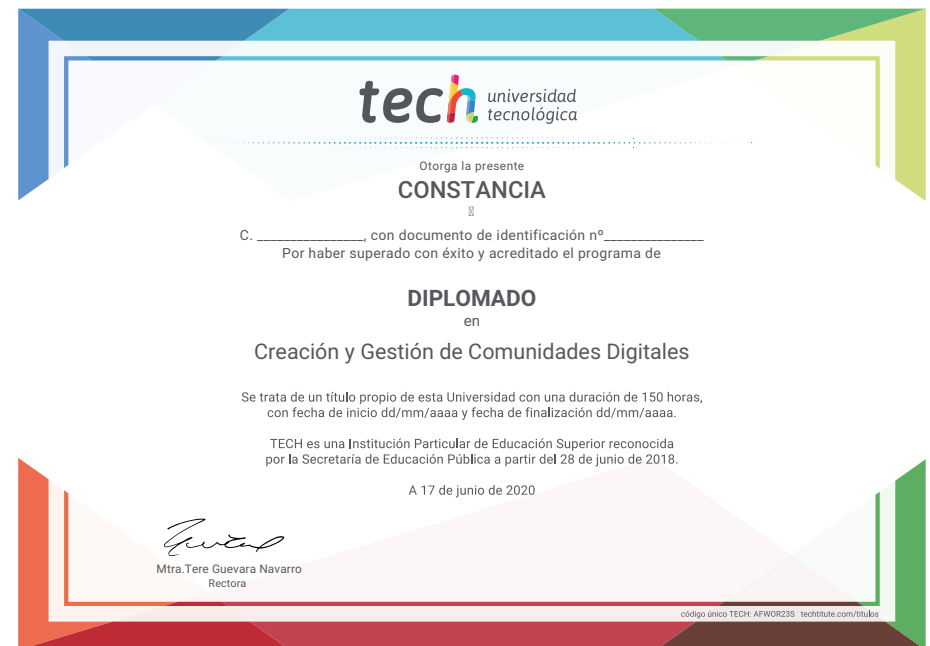 tech universidad
tecnológica
Otorga la presente
CONSTANCIA
C. ________________, con documento de identificación nº_______________
Por haber superado con éxito y acreditado el programa de
DIPLOMADO
en
Creación y Gestión de Comunidades Digitales
Se trata de un título propio de esta Universidad con una duración de 150 horas,
con fecha de inicio dd/mm/aaaa y fecha de finalización dd/mm/aaaa.
TECH es una Institución Particular de Educación Superior reconocida
por la Secretaría de Educación Pública a partir del 28 de junio de 2018.
A 17 de junio de 2020
Mtra.Tere Guevara Navarro
Rectora
código único TECH: AFWOR23S techtitute.com/titulos